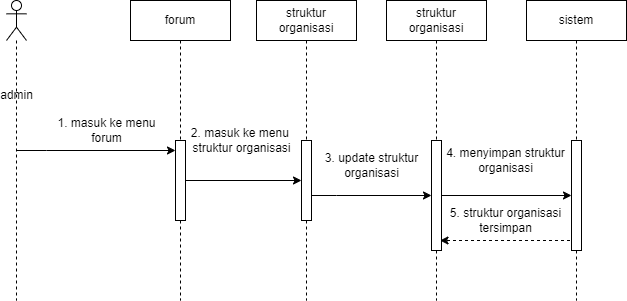 forum
struktur
organisasi
struktur
organisasi
sistem
admin
1. masuk ke menu
forum
2. masuk ke menu
struktur organisasi
3. update struktur
organisasi
4. menyimpan struktur
organisasi
5. struktur organisasi
tersimpan